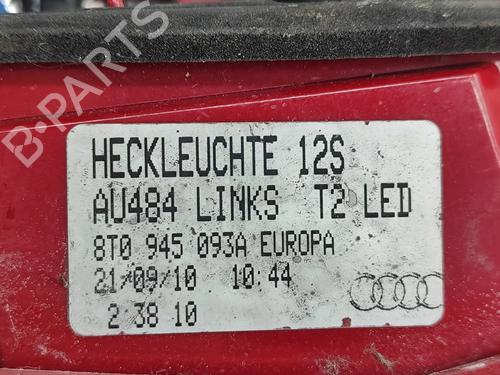 B-PARTS
HECKLEUCHTE 12S
AU484 LINKS T2 LED
8T0 945 093A EUROPA
21/09/10 10:44
2 38 10